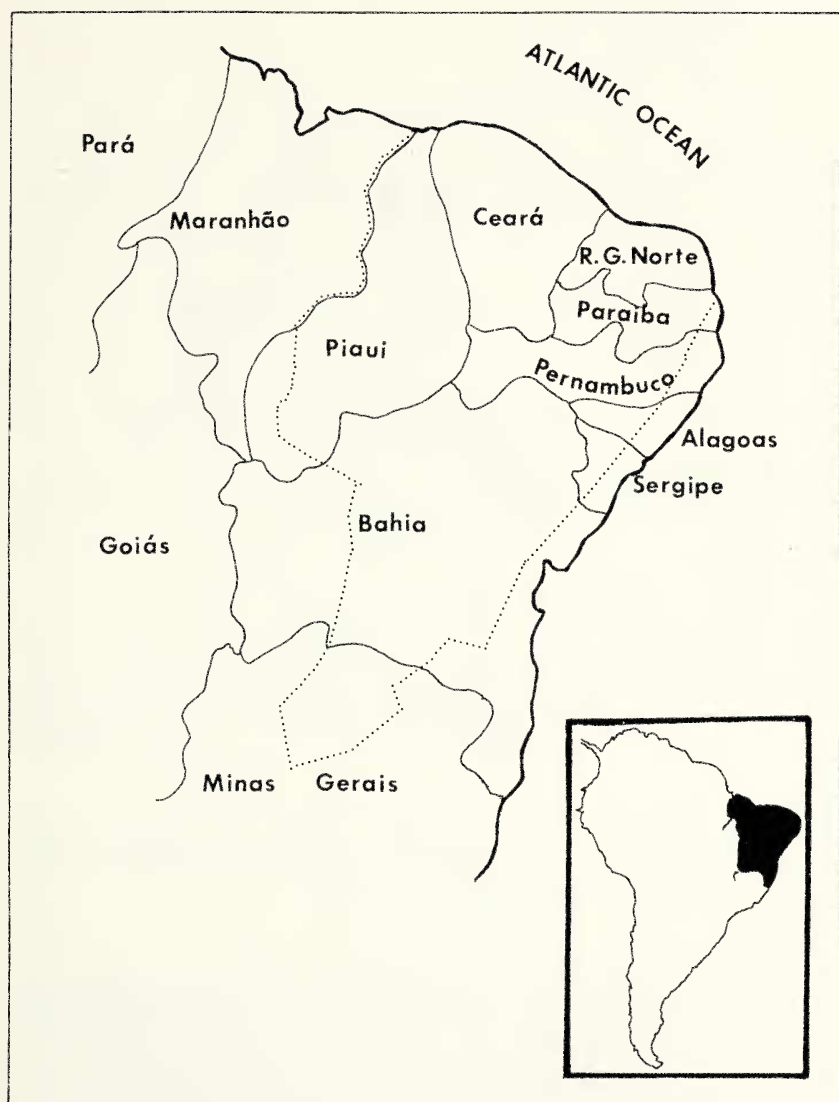 ATLANTIC OCEAN
Pará
Maranhão
Ceará
R.G.Norte
Paraiba
Piaui
Pernambuco
Alagoas
Sergipe
Bahia
Goiás
Minas Gerais